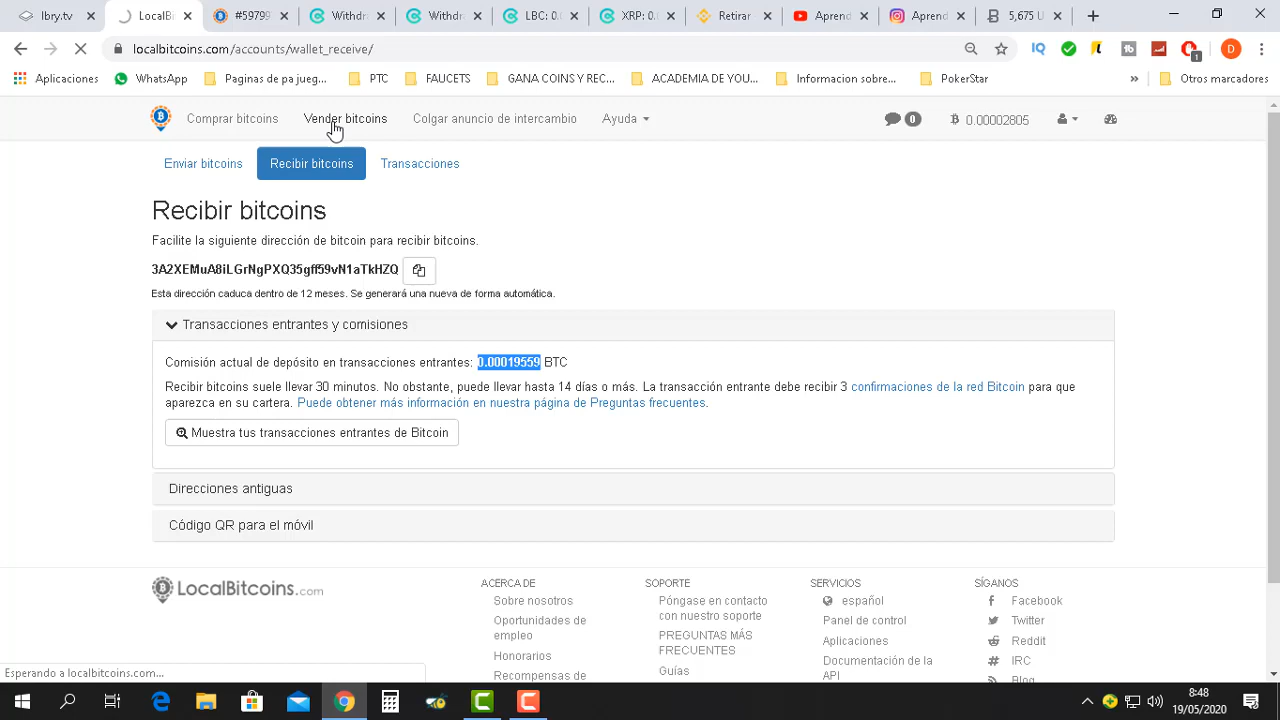 lbry.tv
LocalBi
#59799
Withdr
Withdr
LBC: 0.
XRP: 0.
Retiro
Aprend
Aprend
5,675 u
localbitcoins.com/accounts/wallet_receive/
Aplicaciones
WhatsApp
Paginas de pa jueg...
PTC
FAUCETS
GANA COINS Y REC...
ACADEMIA DE YOU...
Informacion sobre...
PokerStar
»
Otros marcadores
Comprar bitcoins
Vender bitcoins
Colgar anuncio de intercambio
Ayuda
0
0.00002805
Enviar bitcoins
Recibir bitcoins
Transacciones
Recibir bitcoins
Facilite la siguiente dirección de bitcoin para recibir bitcoins.
3A2XEMuA8iLGrNgPXQ35gff59vN1aTkHZQ
Esta dirección caduca dentro de 12 meses. Se generará una nueva de forma automática.
Transacciones entrantes y comisiones
Comisión actual de depósito en transacciones entrantes: 0.00019559 BTC
Recibir bitcoins suele llevar 30 minutos. No obstante, puede llevar hasta 14 días o más. La transacción entrante debe recibir 3 confirmaciones de la red Bitcoin para que
aparezca en su cartera. Puede obtener más información en nuestra página de Preguntas frecuentes.
Muestra tus transacciones entrantes de Bitcoin
Direcciones antiguas
Código QR para el móvil
LocalBitcoins.com
ACERCA DE
Sobre nosotros
Oportunidades de
empleo
Honorarios
Recompensas de
SOPORTE
Póngase en contacto
con nuestro soporte
PREGUNTAS MÁS
FRECUENTES
Guías
SERVICIOS
español
Panel de control
Aplicaciones
Documentación de la
API
SÍGANOS
Facebook
Twitter
Reddit
IRC
Blog
Esperando a localbitcoins.com...
8:48
19/05/2020